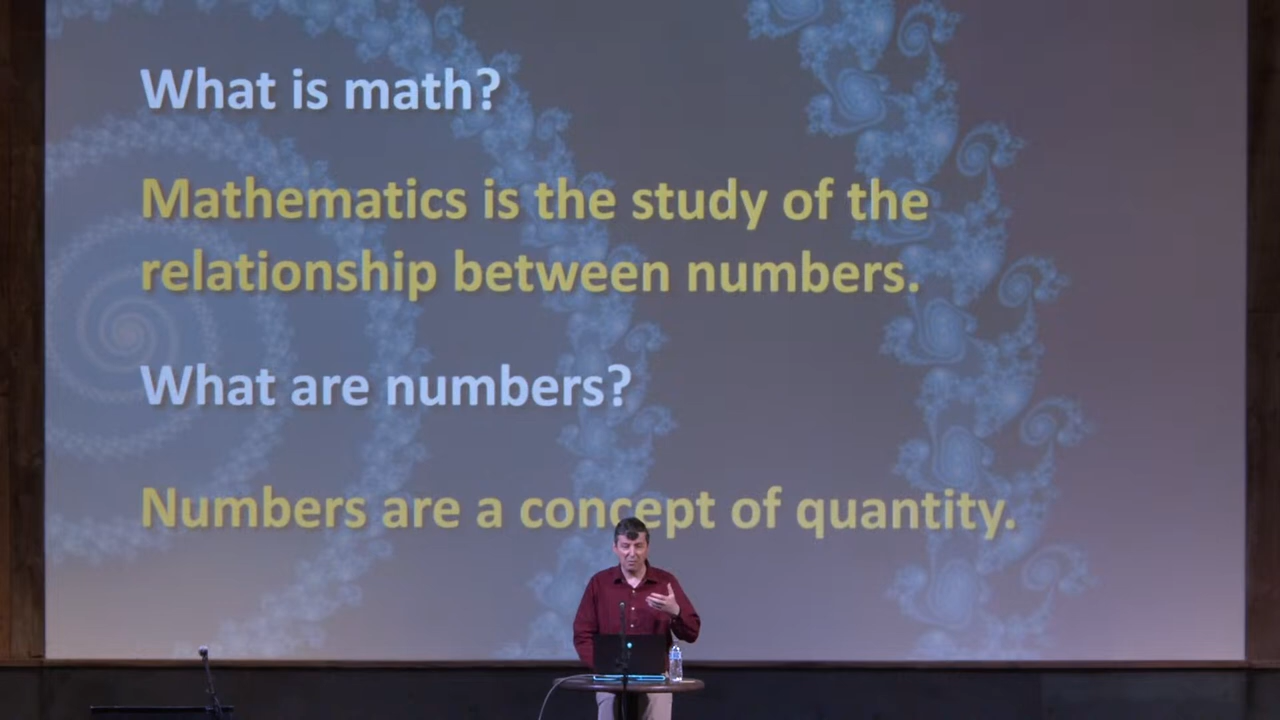 What is math?
Mathematics is the study of the
relationship between numbers.
What are numbers?
Numbers are a concept of quantity.